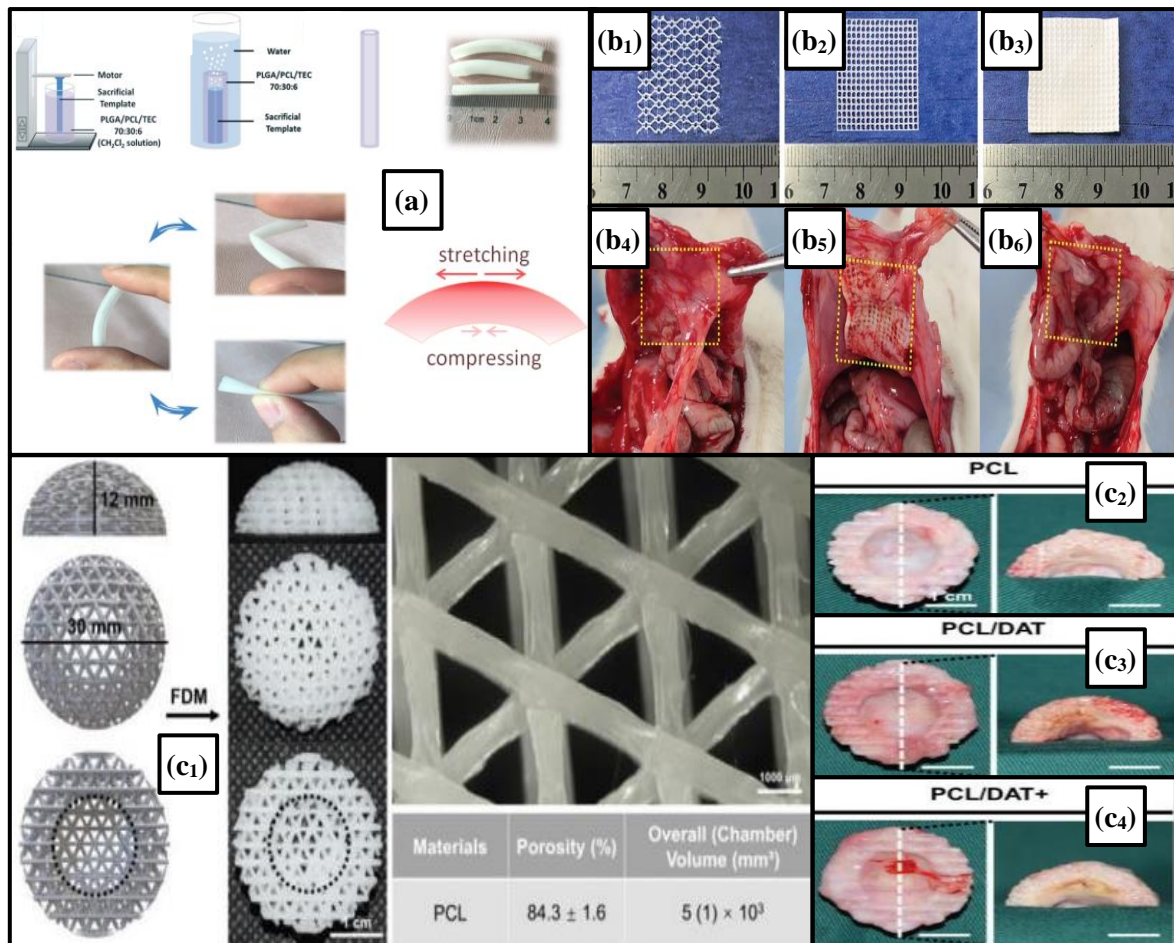 Motor
Sacrificial
Template
PLGA/PCL/TEC
70:30:6
(CH₂Cl₂ solution)
Water
PLGA/PCL/TEC
70:30:6
Sacrificial
Template
1cm 2 3 4
(a)
stretching
compressing
(b₁)
6 7 8 9 10 1
(b₂)
6 7 8 9 10 1
(b₃)
6 7 8 9 10 1
(b₄)
(b₅)
(b₆)
12 mm
30 mm
FDM
(c₁)
1 cm
1000 µm
Materials Porosity (%) Overall (Chamber)
Volume (mm³)
PCL 84.3 ± 1.6 5 (1) × 10³
PCL
(c₂)
1 cm
PCL/DAT
(c₃)
PCL/DAT+
(c₄)